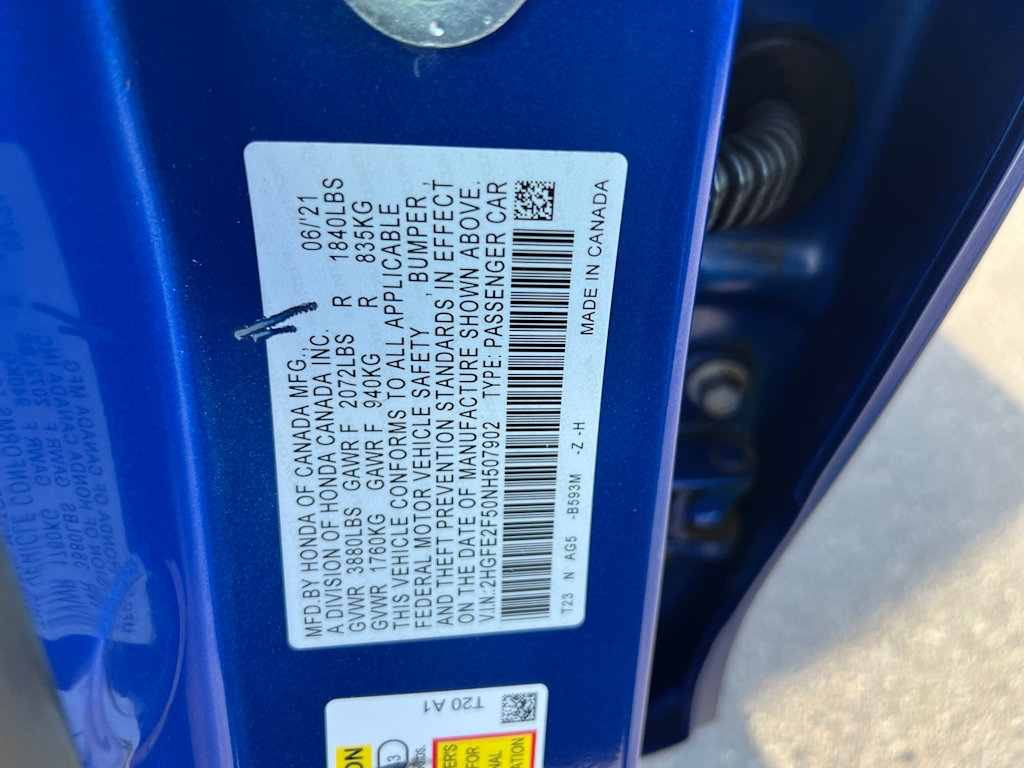 MFD.BY HONDA OF CANADA MFG., 06/'21
A DIVISION OF HONDA CANADA INC.
GVWR 3880LBS GAWR F 2072LBS R 1840LBS
GVWR 1760KG GAWR F 940KG R 835KG
THIS VEHICLE CONFORMS TO ALL APPLICABLE
FEDERAL MOTOR VEHICLE SAFETY, BUMPER,
AND THEFT PREVENTION STANDARDS, IN EFFECT
ON THE DATE OF MANUFACTURE SHOWN ABOVE.
V.I.N.:2HGFE2F50NH507902 TYPE: PASSENGER CAR
T23 N AG5 -B593M -Z -H
MADE IN CANADA
T20 A1